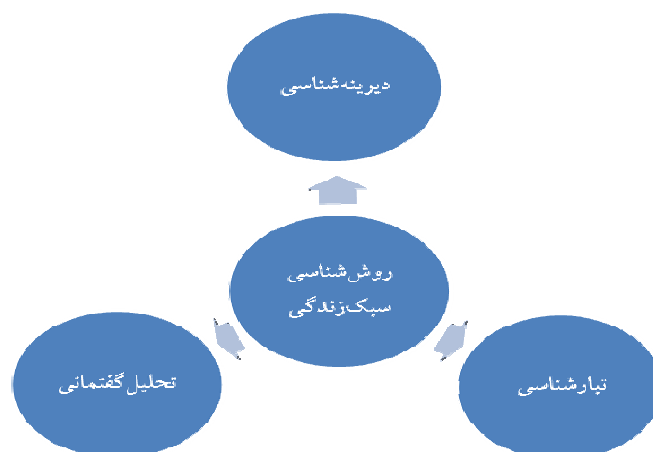 دیرینه‌شناسی
روش‌شناسی
سبک زندگی
تبارشناسی
تحلیل گفتمانی